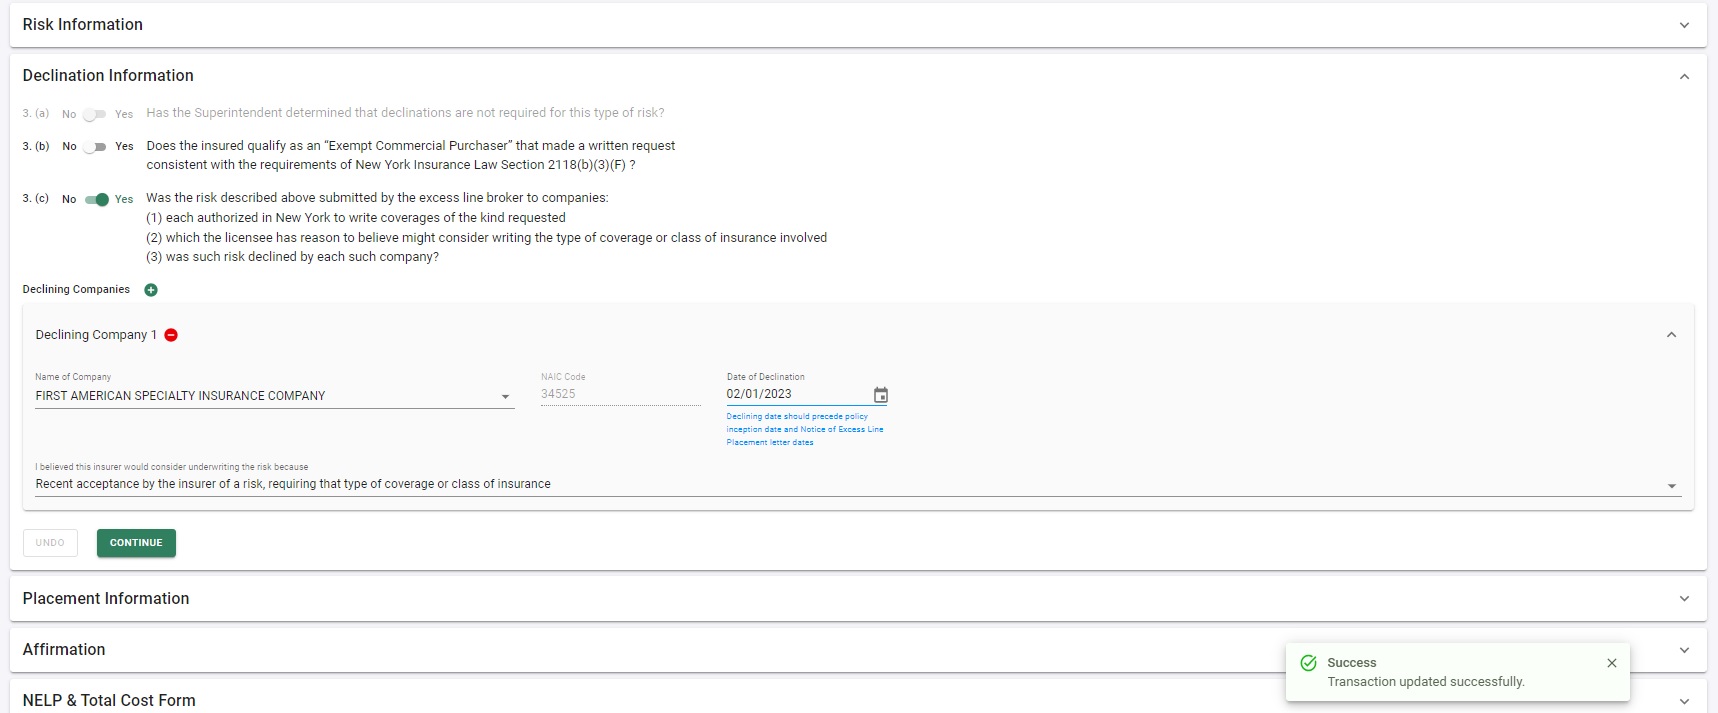 Risk Information
Declination Information
3. (a) No Yes Has the Superintendent determined that declinations are not required for this type of risk?
3. (b) No Yes Does the insured qualify as an “Exempt Commercial Purchaser” that made a written request
consistent with the requirements of New York Insurance Law Section 2118(b)(3)(F) ?
3. (c) No Yes Was the risk described above submitted by the excess line broker to companies:
(1) each authorized in New York to write coverages of the kind requested
(2) which the licensee has reason to believe might consider writing the type of coverage or class of insurance involved
(3) was such risk declined by each such company?
Declining Companies
Declining Company 1
Name of Company
FIRST AMERICAN SPECIALTY INSURANCE COMPANY
NAIC Code
34525
Date of Declination
02/01/2023
Declining date should precede policy
inception date and Notice of Excess Line
Placement letter dates
I believed this insurer would consider underwriting the risk because
Recent acceptance by the insurer of a risk, requiring that type of coverage or class of insurance
UNDO CONTINUE
Placement Information
Affirmation
Success
Transaction updated successfully.
NELP & Total Cost Form